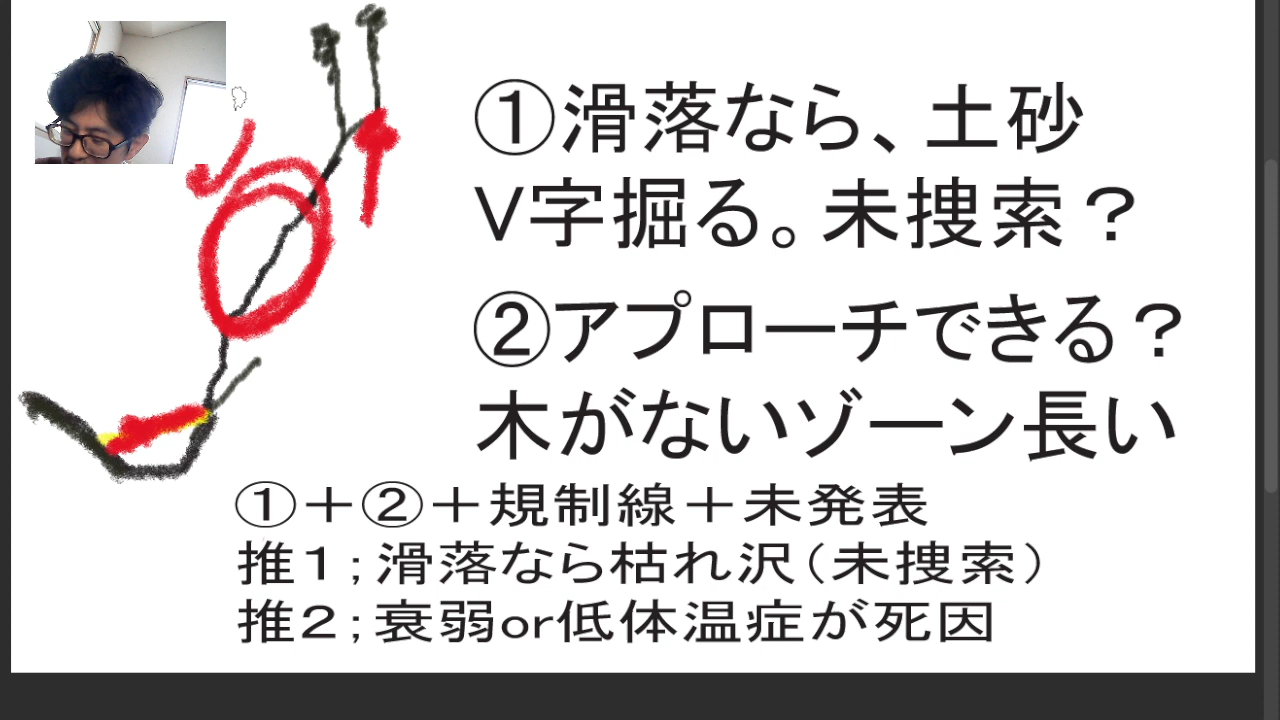 ①滑落なら、土砂
V字掘る。未捜索？
②アプローチできる？
木がないゾーン長い
①＋②＋規制線＋未発表
推１；滑落なら枯れ沢（未捜索）
推２；衰弱or低体温症が死因